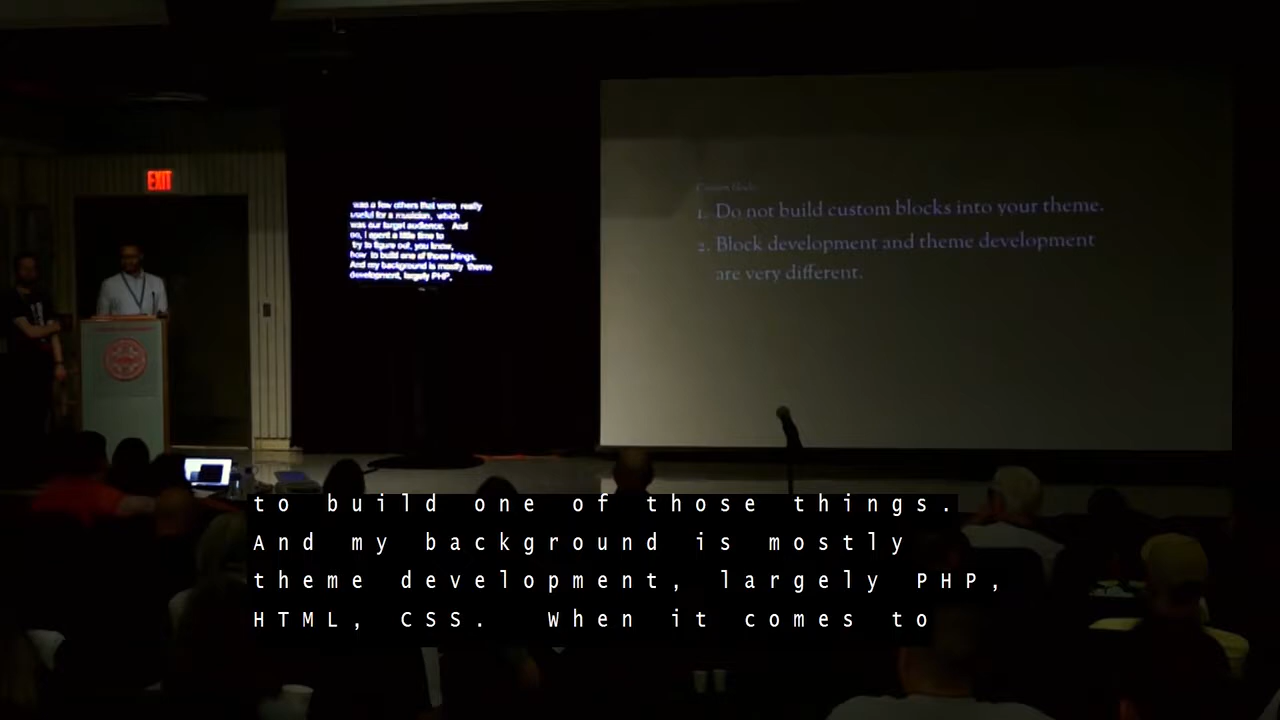 EXIT
was a few others that were really
useful for a musician, which
was our target audience. And
so, I spent a little time to
try to figure out, you know,
how to build one of those things.
And my background is mostly theme
development, largely PHP,
1. Do not build custom blocks into your theme.
2. Block development and theme development
are very different.
to build one of those things.
And my background is mostly
theme development, largely PHP,
HTML, CSS. When it comes to